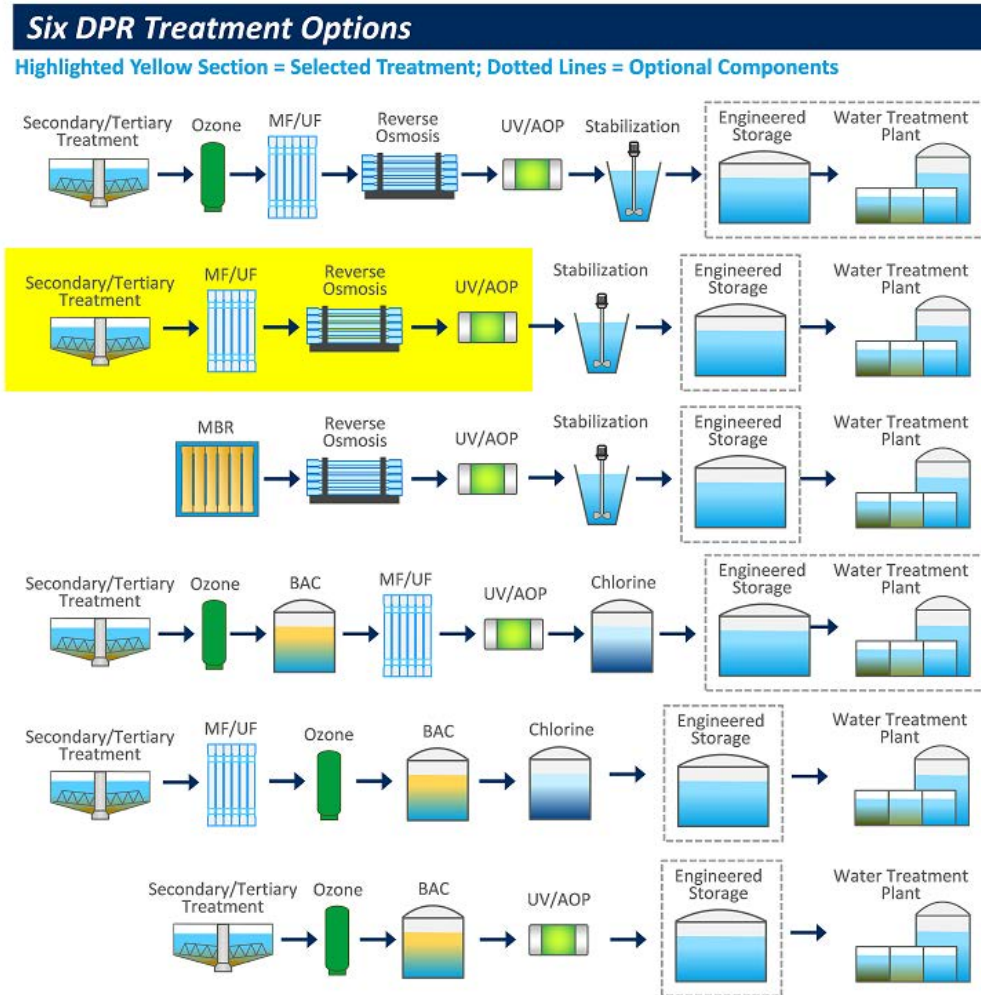 Six DPR Treatment Options
Highlighted Yellow Section = Selected Treatment; Dotted Lines = Optional Components
Secondary/Tertiary
Treatment
Ozone
MF/UF
Reverse
Osmosis
UV/AOP
Stabilization
Engineered
Storage
Water Treatment
Plant
Secondary/Tertiary
Treatment
MF/UF
Reverse
Osmosis
UV/AOP
Stabilization
Engineered
Storage
Water Treatment
Plant
MBR
Reverse
Osmosis
UV/AOP
Stabilization
Engineered
Storage
Water Treatment
Plant
Secondary/Tertiary
Treatment
Ozone
BAC
MF/UF
UV/AOP
Chlorine
Engineered
Storage
Water Treatment
Plant
Secondary/Tertiary
Treatment
MF/UF
Ozone
BAC
Chlorine
Engineered
Storage
Water Treatment
Plant
Secondary/Tertiary
Treatment
Ozone
BAC
UV/AOP
Engineered
Storage
Water Treatment
Plant